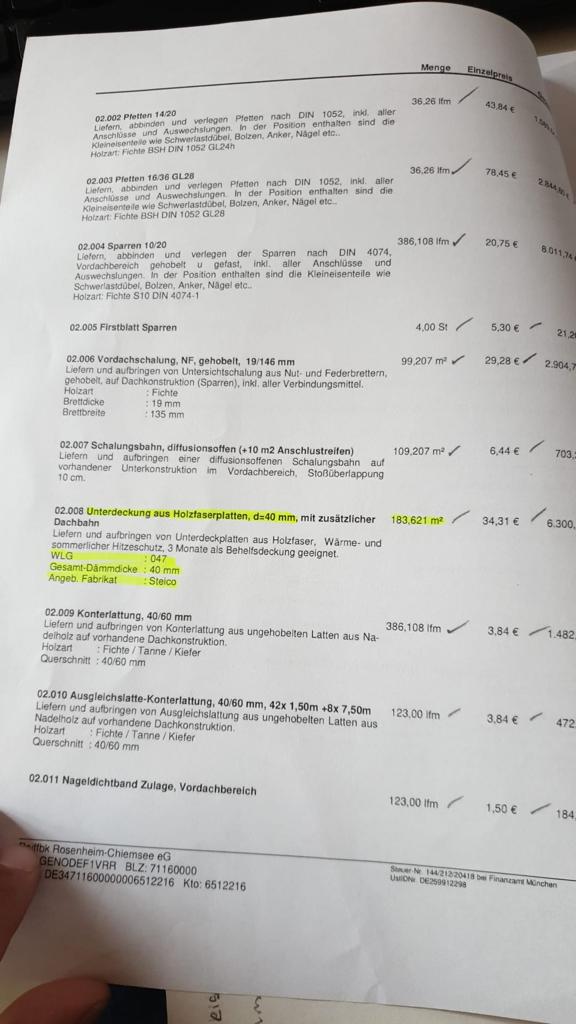 Menge Einzelpreis
02.002 Pfetten 14/20 36,26 lfm 43,84 €
Liefern, abbinden und verlegen Pfetten nach DIN 1052, inkl. aller
Anschlüsse und Auswechslungen. In der Position enthalten sind die
Kleineisenteile wie Schwerlastdübel, Bolzen, Anker, Nägel etc..
Holzart: Fichte BSH DIN 1052 GL24h
02.003 Pfetten 16/36 GL28 36,26 lfm 78,45 € 2.844,60 €
Liefern, abbinden und verlegen Pfetten nach DIN 1052, inkl. aller
Anschlüsse und Auswechslungen. In der Position enthalten sind die
Kleineisenteile wie Schwerlastdübel, Bolzen, Anker, Nägel etc..
Holzart: Fichte BSH DIN 1052 GL28
02.004 Sparren 10/20 386,108 lfm 20,75 € 8.011,74
Liefern, abbinden und verlegen der Sparren nach DIN 4074,
Vordachbereich gehobelt u gefast, inkl. aller Anschlüsse und
Auswechslungen. In der Position enthalten sind die Kleineisenteile wie
Schwerlastdübel, Bolzen, Anker, Nägel etc..
Holzart: Fichte S10 DIN 4074-1
02.005 Firstblatt Sparren 4,00 St 5,30 € 21,2
02.006 Vordachschalung, NF, gehobelt, 19/146 mm 99,207 m² 29,28 € 2.904,7
Liefern und aufbringen von Untersichtschalung aus Nut- und Federbrettern,
gehobelt, auf Dachkonstruktion (Sparren), inkl. aller Verbindungsmittel.
Holzart : Fichte
Brettdicke : 19 mm
Brettbreite : 135 mm
02.007 Schalungsbahn, diffusionsoffen (+10 m2 Anschlustreifen) 109,207 m² 6,44 € 703,
Liefern und aufbringen einer diffusionsoffenen Schalungsbahn auf
vorhandener Unterkonstruktion im Vordachbereich, Stoßüberlappung
10 cm.
02.008 Unterdeckung aus Holzfaserplatten, d=40 mm, mit zusätzlicher 183,621 m² 34,31 € 6.300,
Dachbahn
Liefern und aufbringen von Unterdeckplatten aus Holzfaser, Wärme- und
sommerlicher Hitzeschutz, 3 Monate als Behelfsdeckung geeignet.
WLG : 047
Gesamt-Dämmdicke : 40 mm
Angeb. Fabrikat : Steico
02.009 Konterlattung, 40/60 mm 386,108 lfm 3,84 € 1.482
Liefern und aufbringen von Konterlattung aus ungehobelten Latten aus Na-
delholz auf vorhandene Dachkonstruktion.
Holzart : Fichte / Tanne / Kiefer
Querschnitt : 40/60 mm
02.010 Ausgleichslatte-Konterlattung, 40/60 mm, 42x 1,50m +8x 7,50m 123,00 lfm 3,84 € 472
Liefern und aufbringen von Ausgleichslattung aus ungehobelten Latten aus
Nadelholz auf vorhandene Dachkonstruktion.
Holzart : Fichte / Tanne / Kiefer
Querschnitt : 40/60 mm
02.011 Nageldichtband Zulage, Vordachbereich 123,00 lfm 1,50 € 184
Rosenheim-Chiemsee eG
GENODEF1VRR BLZ: 71160000
DE34711600000006512216 Kto: 6512216
Steuer-Nr. 144/212/20418 bei Finanzamt München
UstIDNr. DE259912298